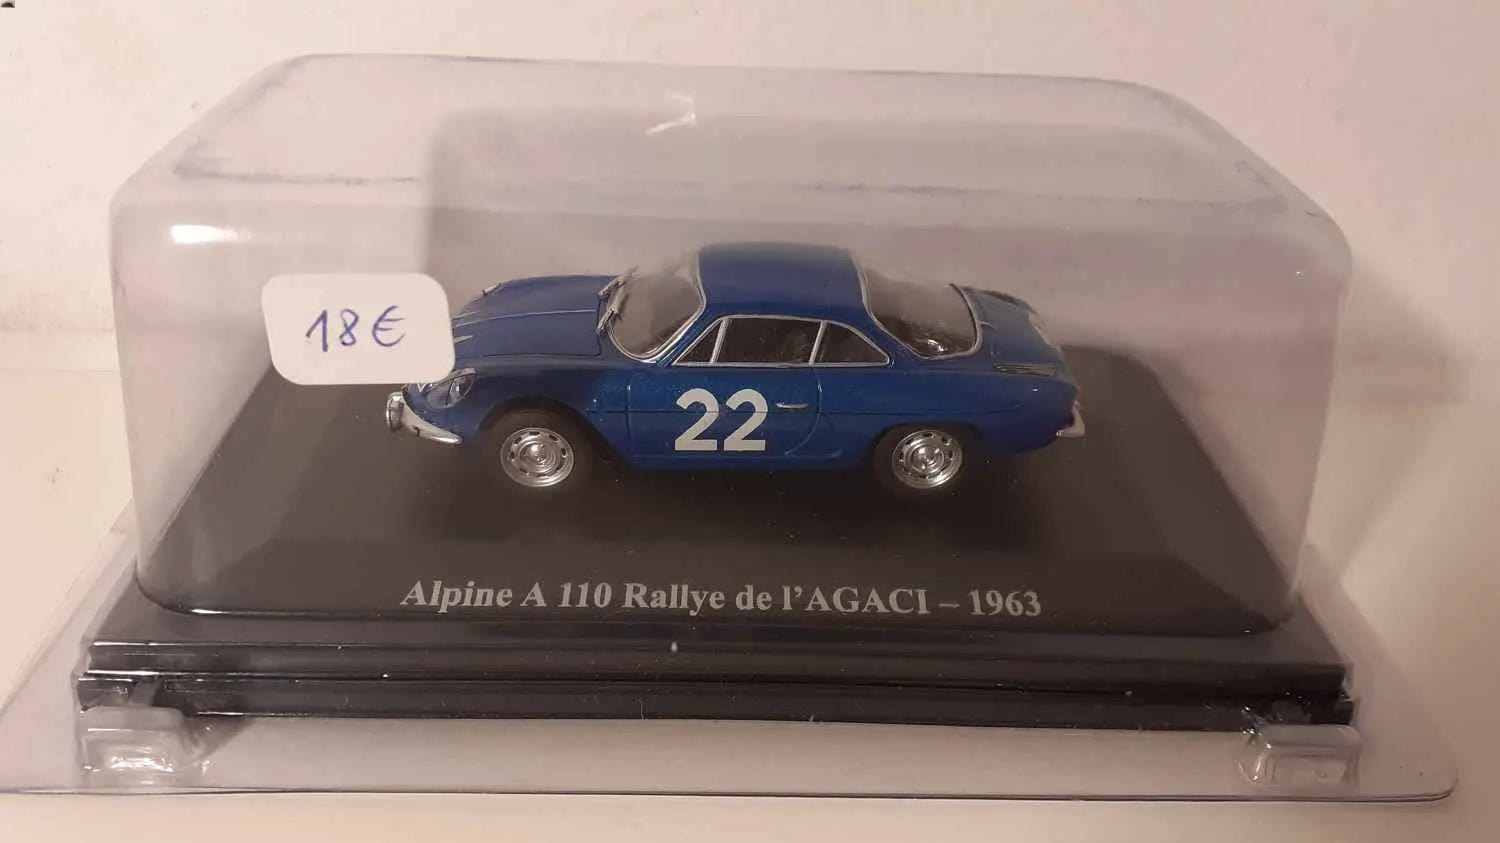 18€
22
Alpine A 110 Rallye de l'AGACI – 1963